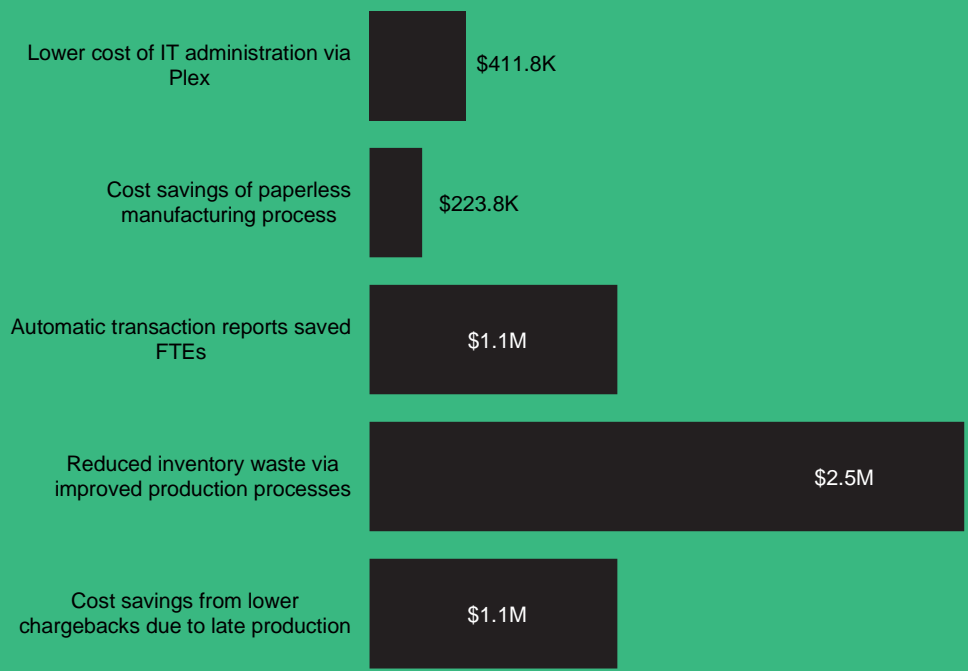 Lower cost of IT administration via
Plex
$411.8K
Cost savings of paperless
manufacturing process
$223.8K
Automatic transaction reports saved
FTEs
$1.1M
Reduced inventory waste via
improved production processes
$2.5M
Cost savings from lower
chargebacks due to late production
$1.1M